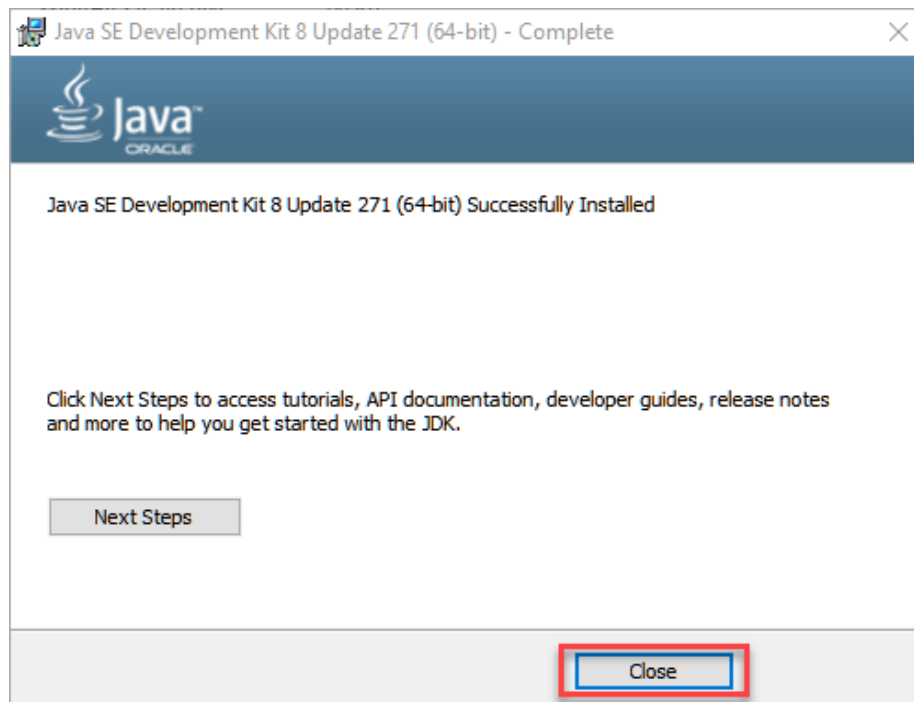 Java SE Development Kit 8 Update 271 (64-bit) - Complete
Java™
ORACLE
Java SE Development Kit 8 Update 271 (64-bit) Successfully Installed
Click Next Steps to access tutorials, API documentation, developer guides, release notes
and more to help you get started with the JDK.
Next Steps
Close